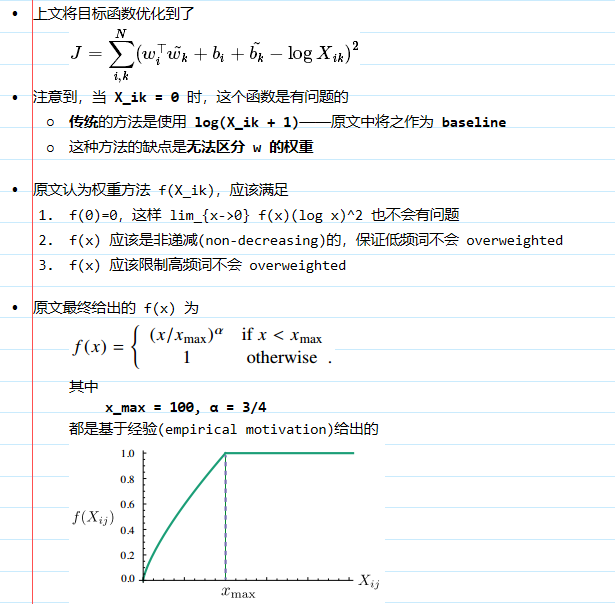 • 上文将目标函数优化到了
J = \sum_{i,k}^{N} (w_i^⊤ \tilde{w_k} + b_i + \tilde{b_k} − log X_{ik})^2
• 注意到，当 X_ik = 0 时，这个函数是有问题的
○ 传统的方法是使用 log(X_ik + 1)——原文中将之作为 baseline
○ 这种方法的缺点是无法区分 w 的权重
• 原文认为权重方法 f(X_ik)，应该满足
1. f(0)=0，这样 lim_{x->0} f(x)(log x)^2 也不会有问题
2. f(x) 应该是非递减(non-decreasing)的，保证低频词不会 overweighted
3. f(x) 应该限制高频词不会 overweighted
• 原文最终给出的 f(x) 为
f(x) = { (x/x_{max})^α if x < x_{max}
1 otherwise .
其中
x_max = 100, α = 3/4
都是基于经验(empirical motivation)给出的
1.0
0.8
0.6
f(X_{ij})
0.4
0.2
0.0
X_{ij}
x_{max}